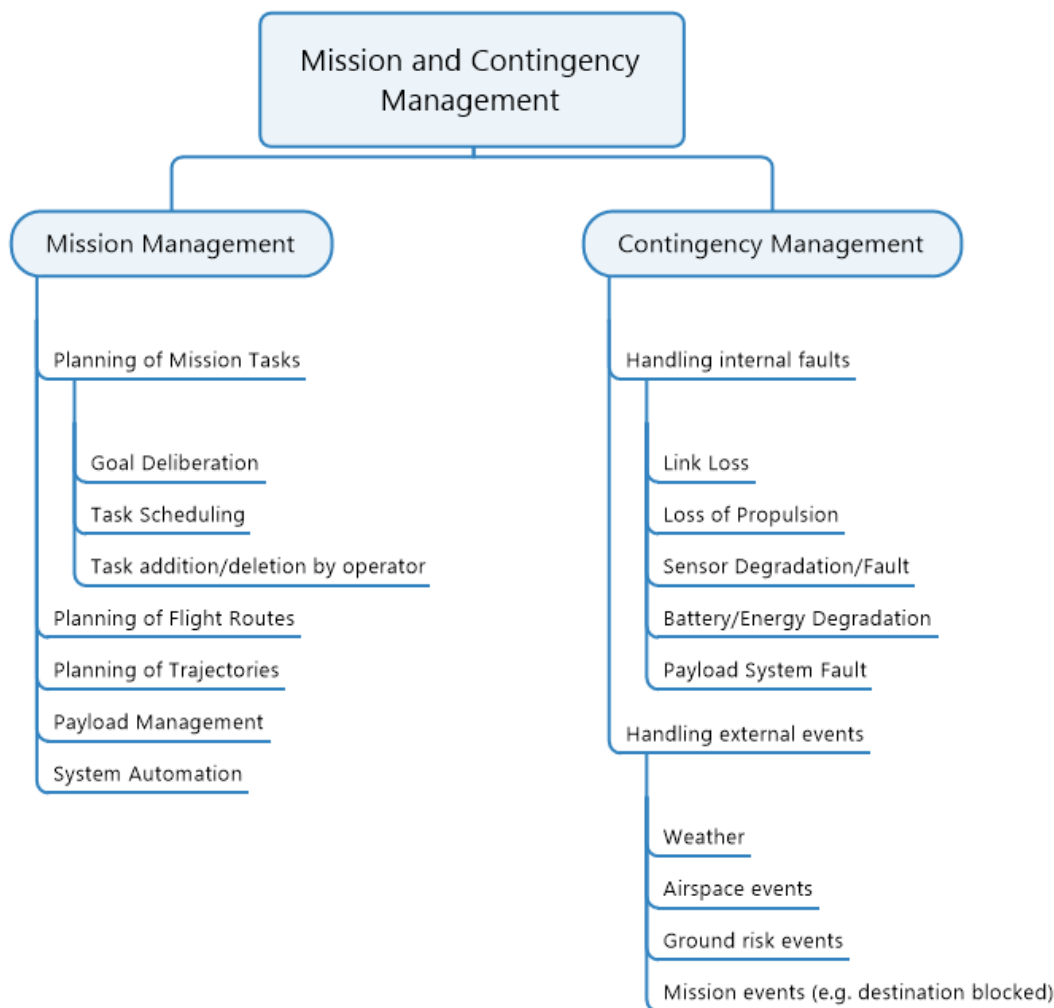 Mission and Contingency
Management
Mission Management
Planning of Mission Tasks
Goal Deliberation
Task Scheduling
Task addition/deletion by operator
Planning of Flight Routes
Planning of Trajectories
Payload Management
System Automation
Contingency Management
Handling internal faults
Link Loss
Loss of Propulsion
Sensor Degradation/Fault
Battery/Energy Degradation
Payload System Fault
Handling external events
Weather
Airspace events
Ground risk events
Mission events (e.g. destination blocked)